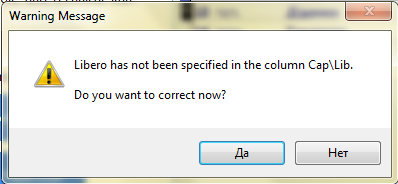 Warning Message
Libero has not been specified in the column Cap\Lib.
Do you want to correct now?
Да
Нет